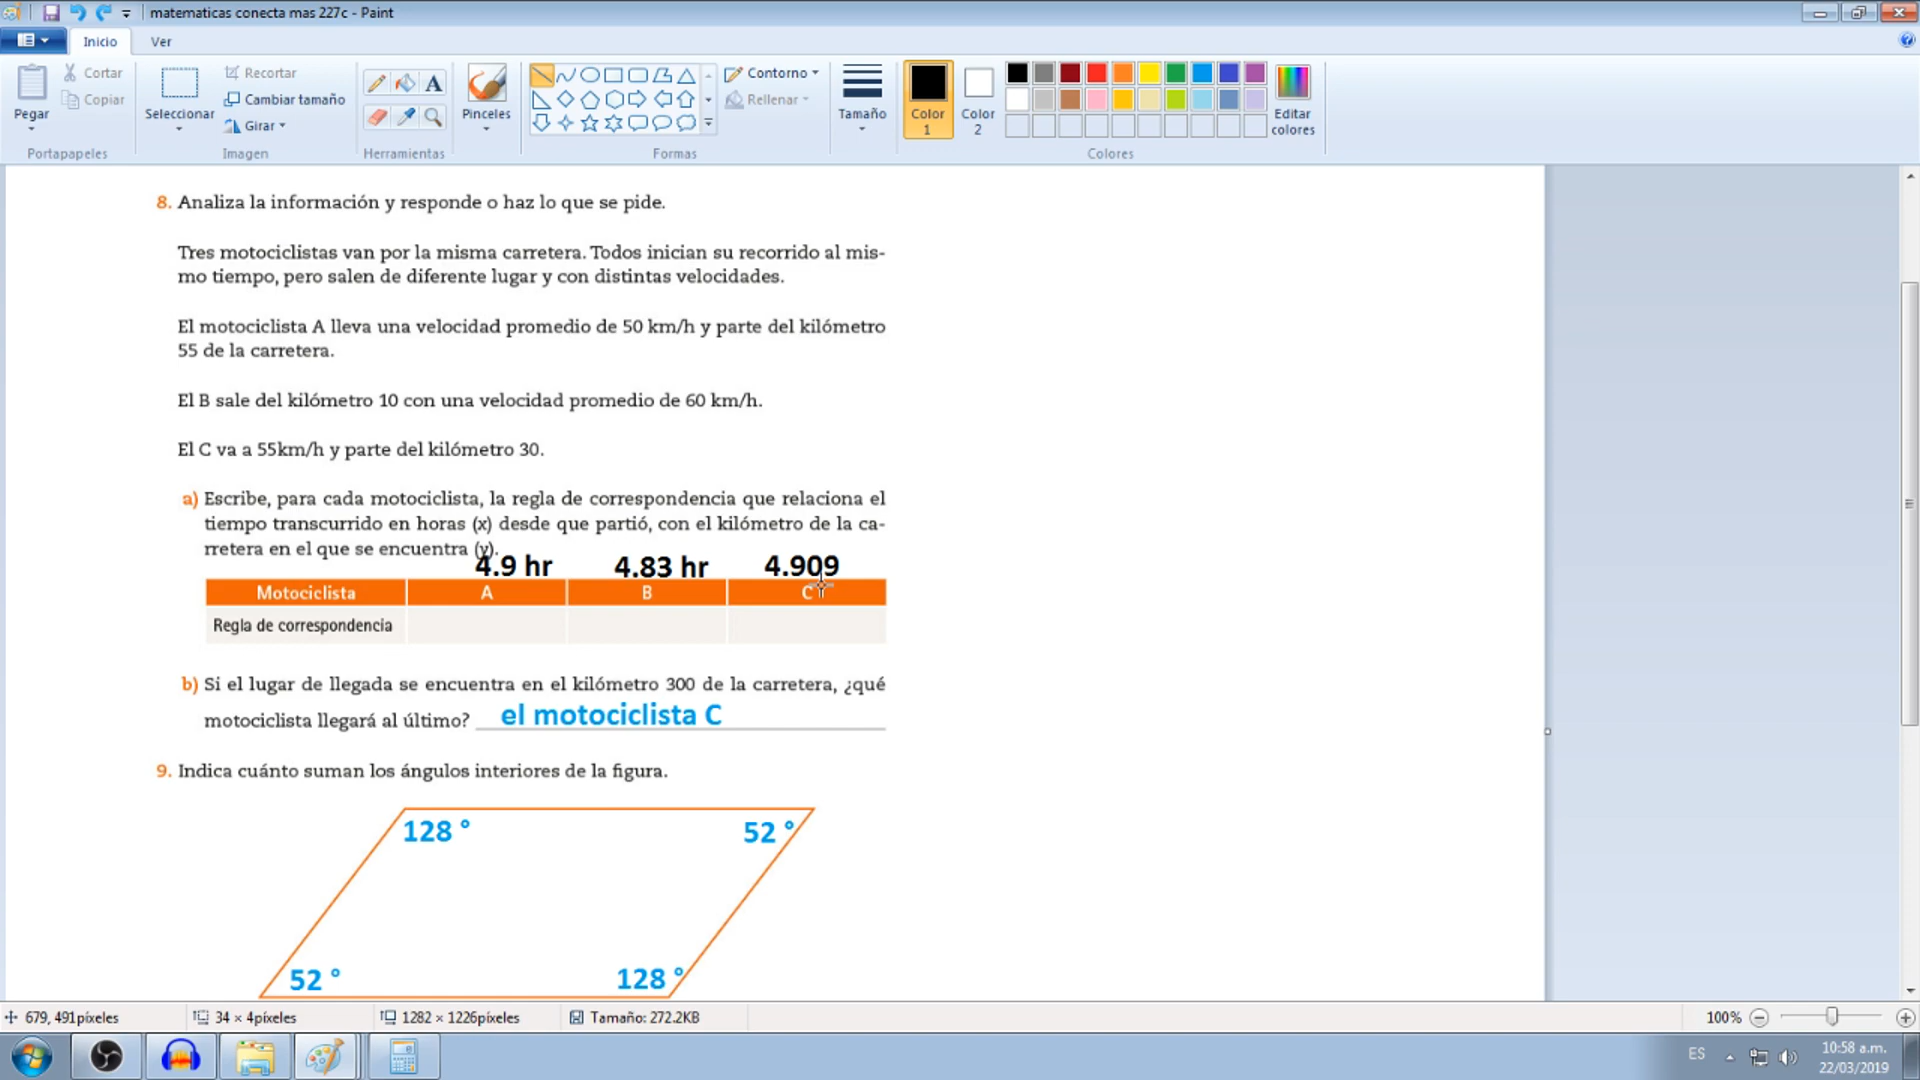 matematicas conecta mas 227c - Paint
Inicio
Ver
Pegar
Cortar
Copiar
Portapapeles
Seleccionar
Recortar
Cambiar tamaño
Girar
Imagen
Herramientas
Pinceles
Contorno
Rellenar
Formas
Tamaño
Color 1
Color 2
Editar colores
Colores
8. Analiza la información y responde o haz lo que se pide.
Tres motociclistas van por la misma carretera. Todos inician su recorrido al mis-
mo tiempo, pero salen de diferente lugar y con distintas velocidades.
El motociclista A lleva una velocidad promedio de 50 km/h y parte del kilómetro
55 de la carretera.
El B sale del kilómetro 10 con una velocidad promedio de 60 km/h.
El C va a 55km/h y parte del kilómetro 30.
a) Escribe, para cada motociclista, la regla de correspondencia que relaciona el
tiempo transcurrido en horas (x) desde que partió, con el kilómetro de la ca-
rretera en el que se encuentra (y).
4.9 hr 4.83 hr 4.909
Motociclista A B C
Regla de correspondencia
b) Si el lugar de llegada se encuentra en el kilómetro 300 de la carretera, ¿qué
motociclista llegará al último? el motociclista C
9. Indica cuánto suman los ángulos interiores de la figura.
128 ° 52 °
52 ° 128 °
679, 491píxeles
34 × 4píxeles
1282 × 1226píxeles
Tamaño: 272.2KB
100%
ES
10:58 a.m.
22/03/2019